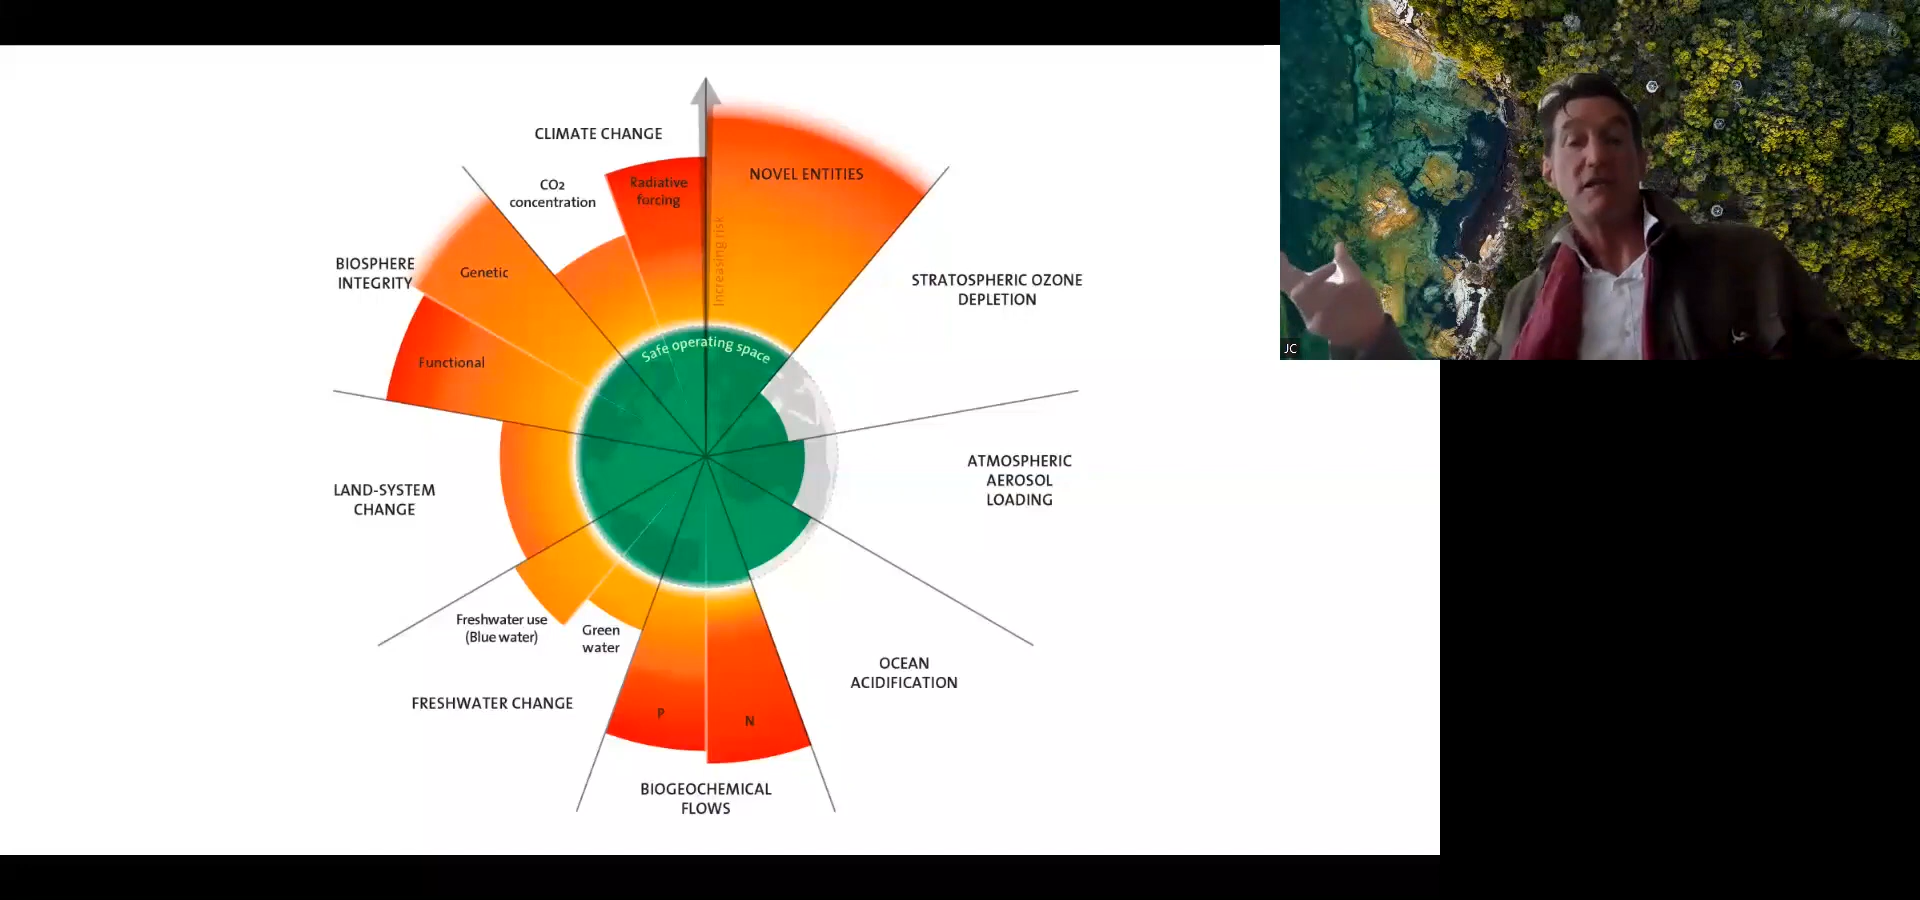 CLIMATE CHANGE
CO2
concentration
Radiative
forcing
NOVEL ENTITIES
Increasing risk
BIOSPHERE
INTEGRITY
Genetic
Functional
STRATOSPHERIC OZONE
DEPLETION
Safe operating space
ATMOSPHERIC
AEROSOL
LOADING
LAND-SYSTEM
CHANGE
Freshwater use
(Blue water)
Green
water
FRESHWATER CHANGE
P
N
OCEAN
ACIDIFICATION
BIOGEOCHEMICAL
FLOWS
JC